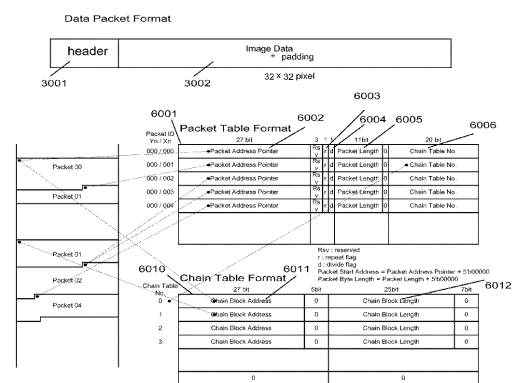 Data Packet Format
header
Image Data
+ padding
3001
3002
32 x 32 pixel
6003
6001
6002
6004
6005
6006
Packet ID
Yn / Xn
Packet Table Format
27 bit
3
1
1
11bit
20 bit
000 / 000
Packet Address Pointer
Rsv
r
d
Packet Length
0
Chain Table No.
000 / 001
Packet Address Pointer
Rsv
r
d
Packet Length
0
Chain Table No.
000 / 002
Packet Address Pointer
Rsv
r
d
Packet Length
0
Chain Table No.
000 / 003
Packet Address Pointer
Rsv
r
d
Packet Length
0
Chain Table No.
000 / 004
Packet Address Pointer
Rsv
r
d
Packet Length
0
Chain Table No.
Packet 00
Packet 01
Packet 01
Packet 02
Packet 04
Rsv : reserved
r : repeat flag
d : divide flag
Packet Start Address = Packet Address Pointer + 5'b00000
Packet Byte Length = Packet Length + 5'b00000
6010
6011
6012
Chain Table Format
Chain Table
No.
27bit
5bit
25bit
7bit
0
Chain Block Address
0
Chain Block Length
0
1
Chain Block Address
0
Chain Block Length
0
2
Chain Block Address
0
Chain Block Length
0
3
Chain Block Address
0
Chain Block Length
0
0
0